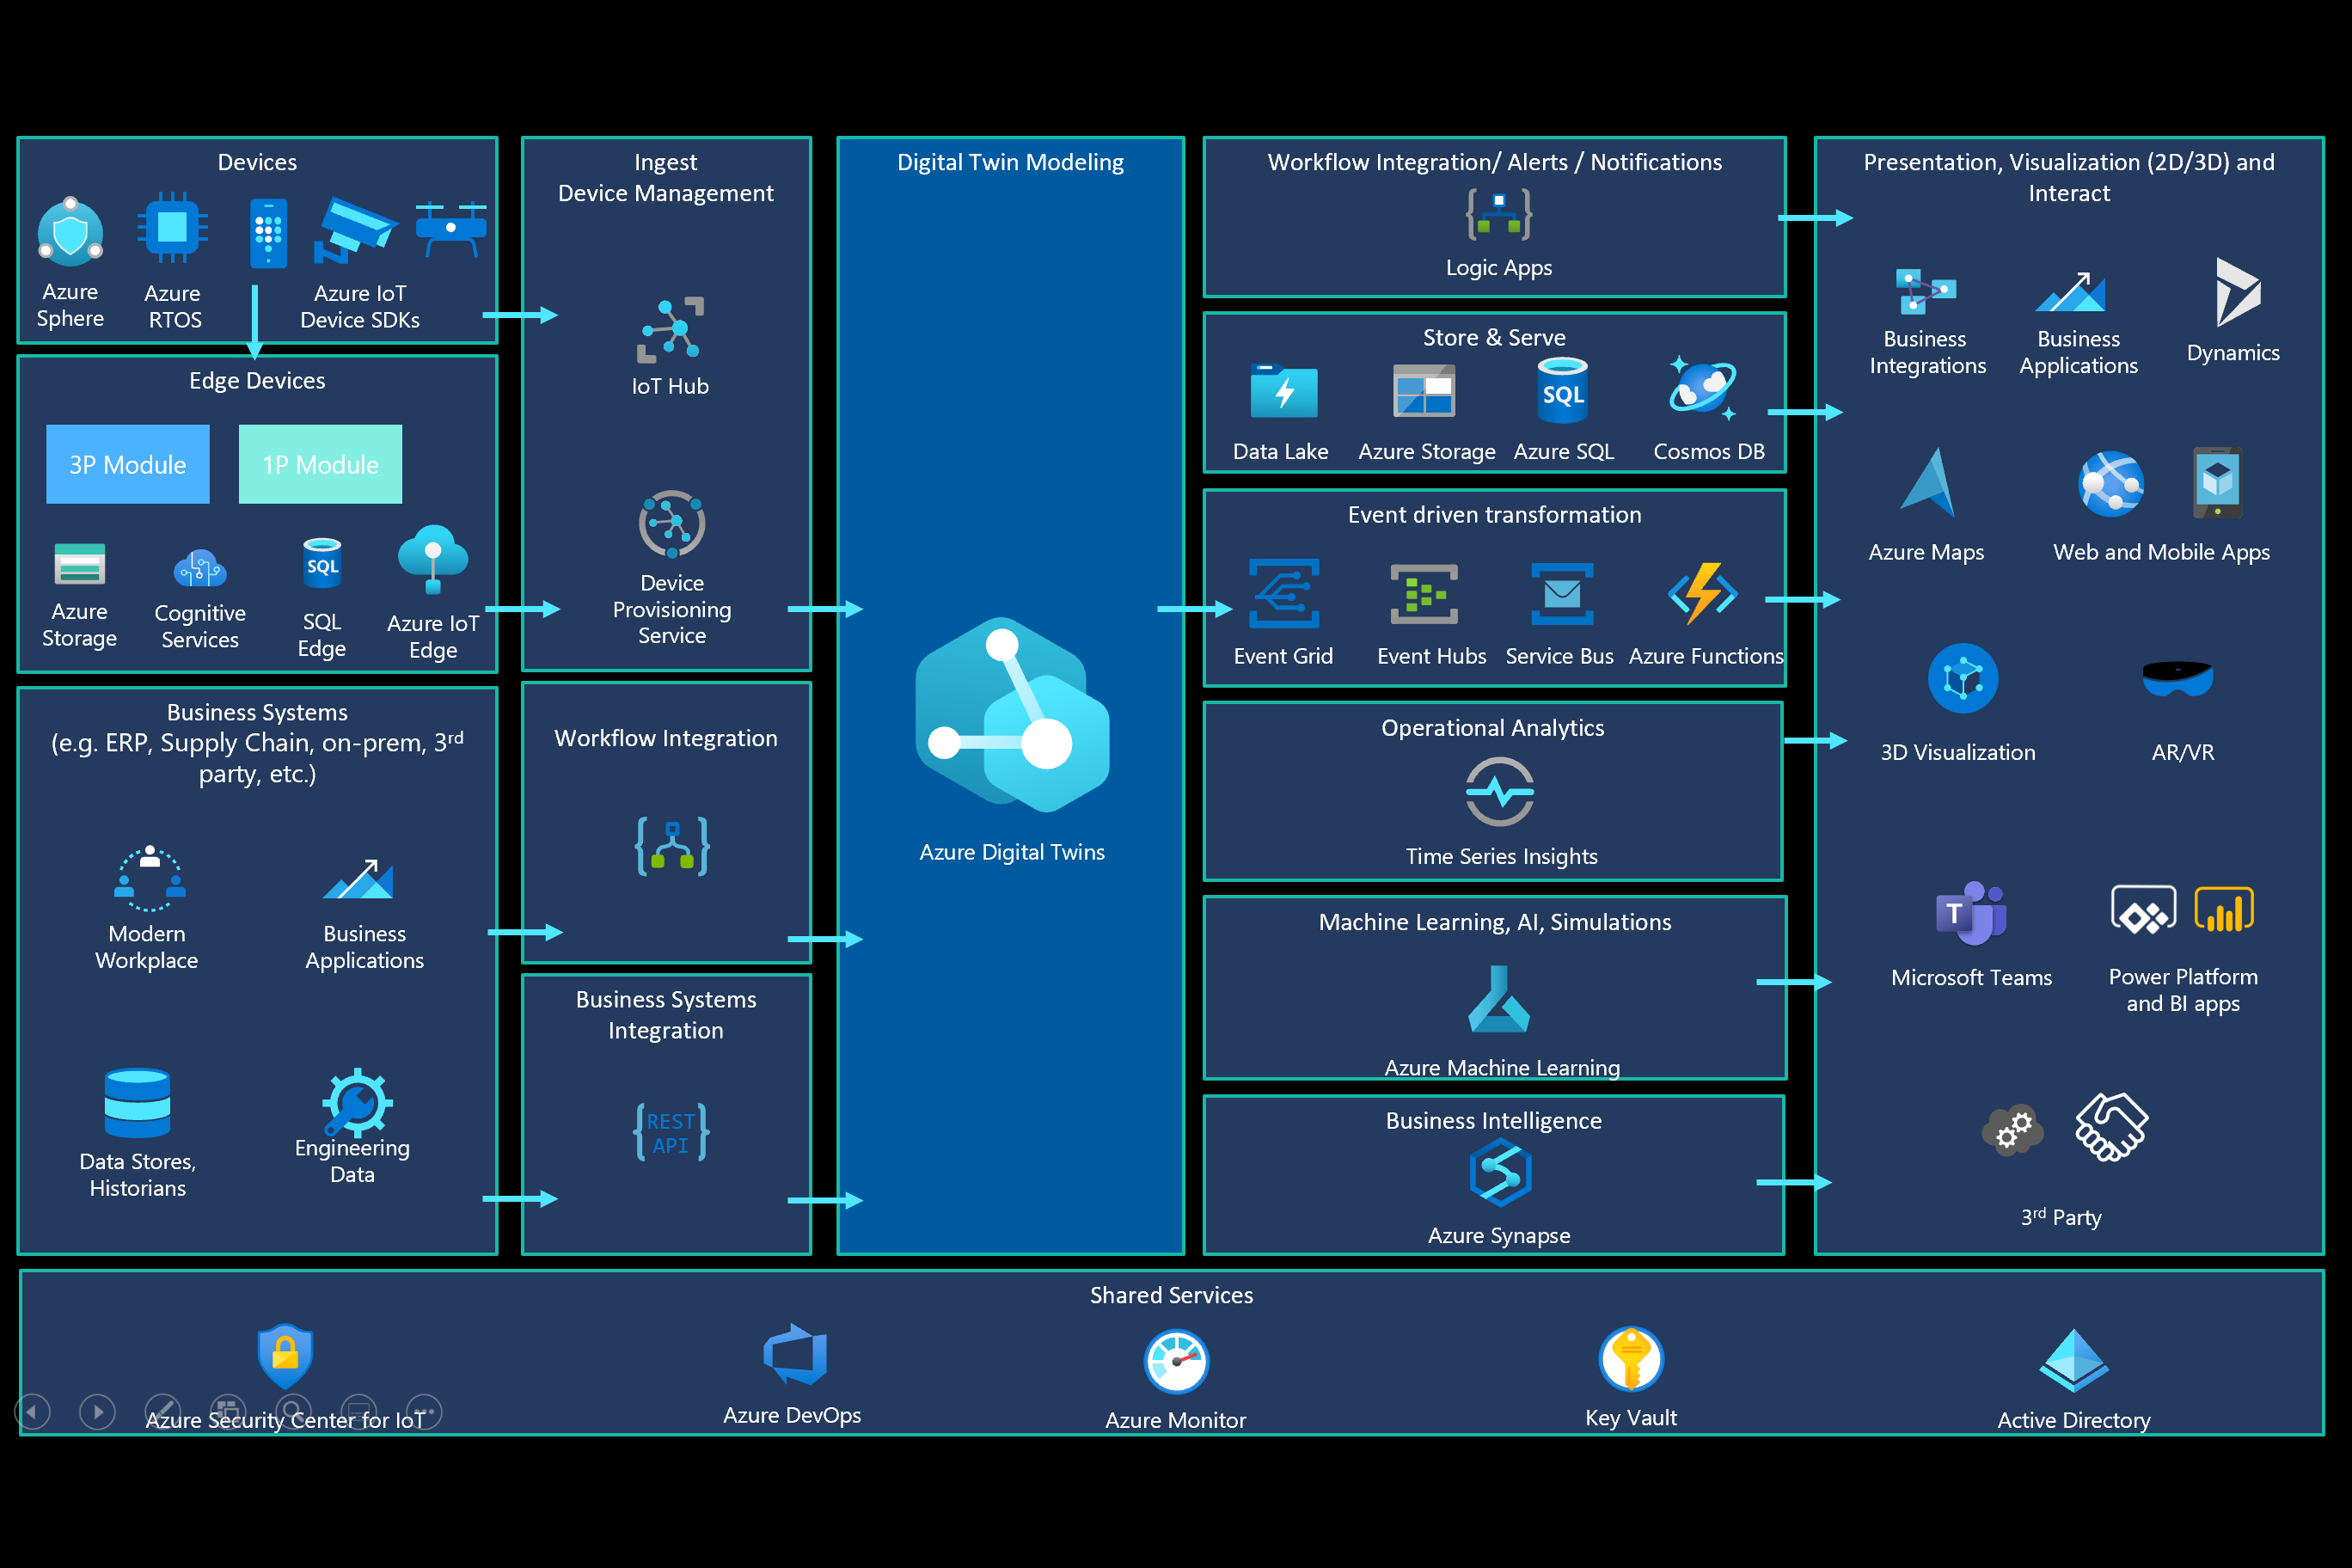 Devices
Azure
Sphere
Azure
RTOS
Azure IoT
Device SDKs
Edge Devices
3P Module
1P Module
Azure
Storage
Cognitive
Services
SQL
SQL
Edge
Azure IoT
Edge
Business Systems
(e.g. ERP, Supply Chain, on-prem, 3rd
party, etc.)
Modern
Workplace
Business
Applications
Data Stores,
Historians
Engineering
Data
Ingest
Device Management
IoT Hub
Device
Provisioning
Service
Workflow Integration
Business Systems
Integration
REST
API
Digital Twin Modeling
Azure Digital Twins
Workflow Integration/ Alerts / Notifications
Logic Apps
Store & Serve
SQL
Data Lake
Azure Storage
Azure SQL
Cosmos DB
Event driven transformation
Event Grid
Event Hubs
Service Bus
Azure Functions
Operational Analytics
Time Series Insights
Machine Learning, AI, Simulations
Azure Machine Learning
Business Intelligence
Azure Synapse
Presentation, Visualization (2D/3D) and
Interact
Business
Integrations
Business
Applications
Dynamics
Azure Maps
Web and Mobile Apps
3D Visualization
AR/VR
T
Microsoft Teams
Power Platform
and BI apps
3rd Party
Shared Services
Azure Security Center for IoT
Azure DevOps
Azure Monitor
Key Vault
Active Directory